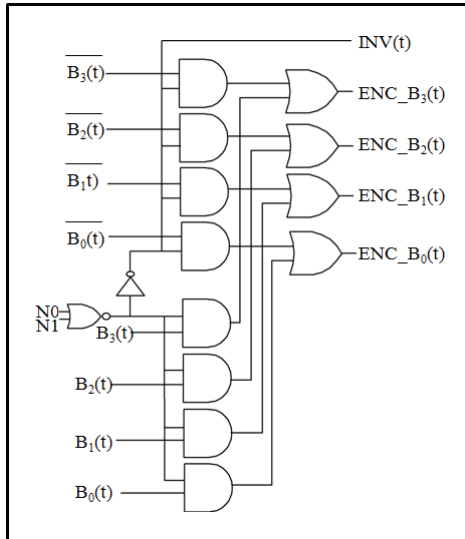 INV(t)
B₃(t)
ENC_B₃(t)
B₂(t)
ENC_B₂(t)
B₁t)
ENC_B₁(t)
B₀(t)
ENC_B₀(t)
N0
N1
B₃(t)
B₂(t)
B₁(t)
B₀(t)